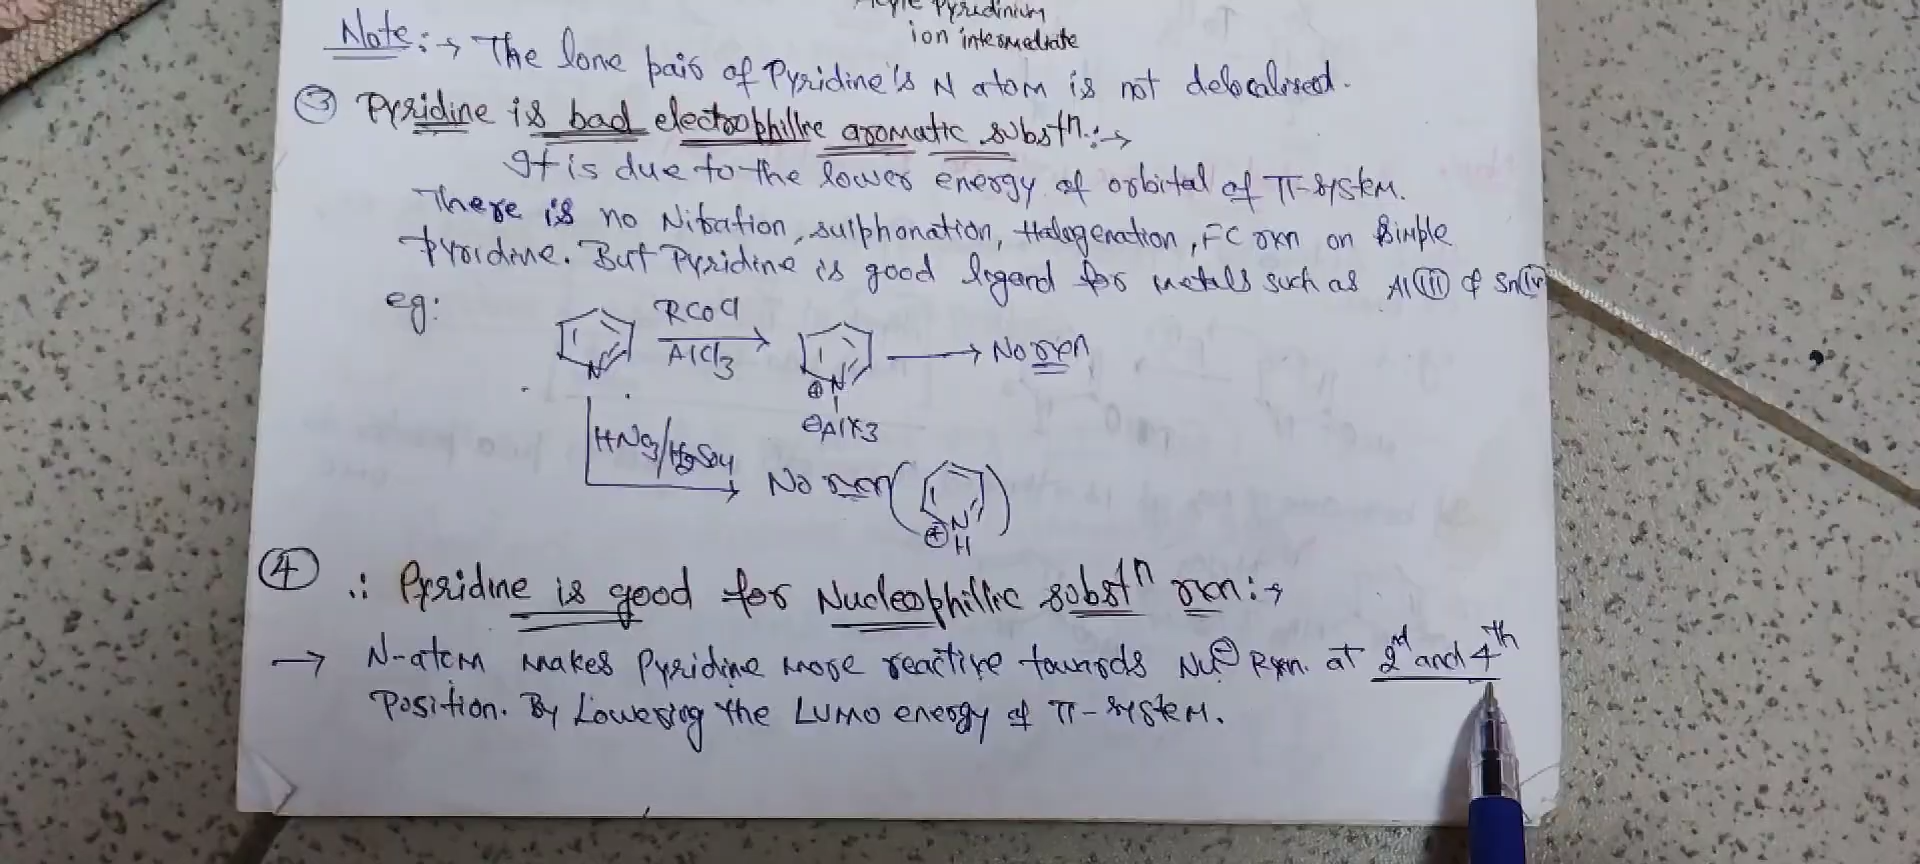 Acyle Pyridinium
ion intermediate
Note:→ The lone pair of Pyridine's N atom is not delocalised.
③ Pyridine is bad electrophillic aromatic substⁿ:→
It is due to the lower energy of orbital of π-system.
There is no Nitration, sulphonation, Halogenation, FC rxn on simple
Pyridine. But Pyridine is good ligand for metals such as Al(III) & Sn(IV)
eg:
RCOCl
AlCl3
N
⊕N
⊖AlX3
→ No rxn
HNO3/H2SO4
No rxn (
⊕N
H
)
④ ∴ Pyridine is good for Nucleophillic substⁿ rxn:→
→ N-atom makes Pyridine more reactive towards Nu⊖ Rxn. at 2nd and 4th
Position. By Lowering the LUMO energy of π-system.